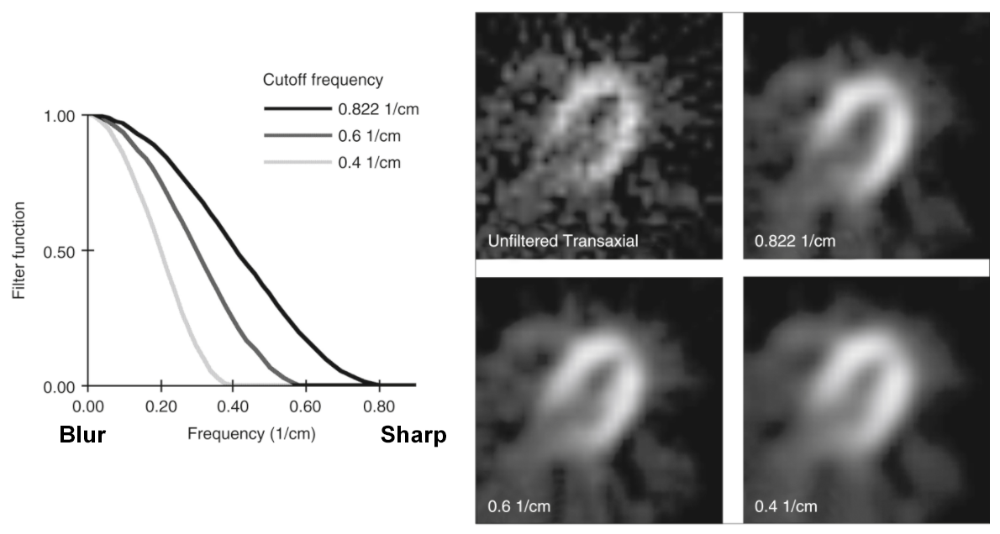 Cutoff frequency
0.822 1/cm
0.6 1/cm
0.4 1/cm
1.00
0.50
0.00
Filter function
0.00 0.20 0.40 0.60 0.80
Blur Frequency (1/cm) Sharp
Unfiltered Transaxial
0.822 1/cm
0.6 1/cm
0.4 1/cm